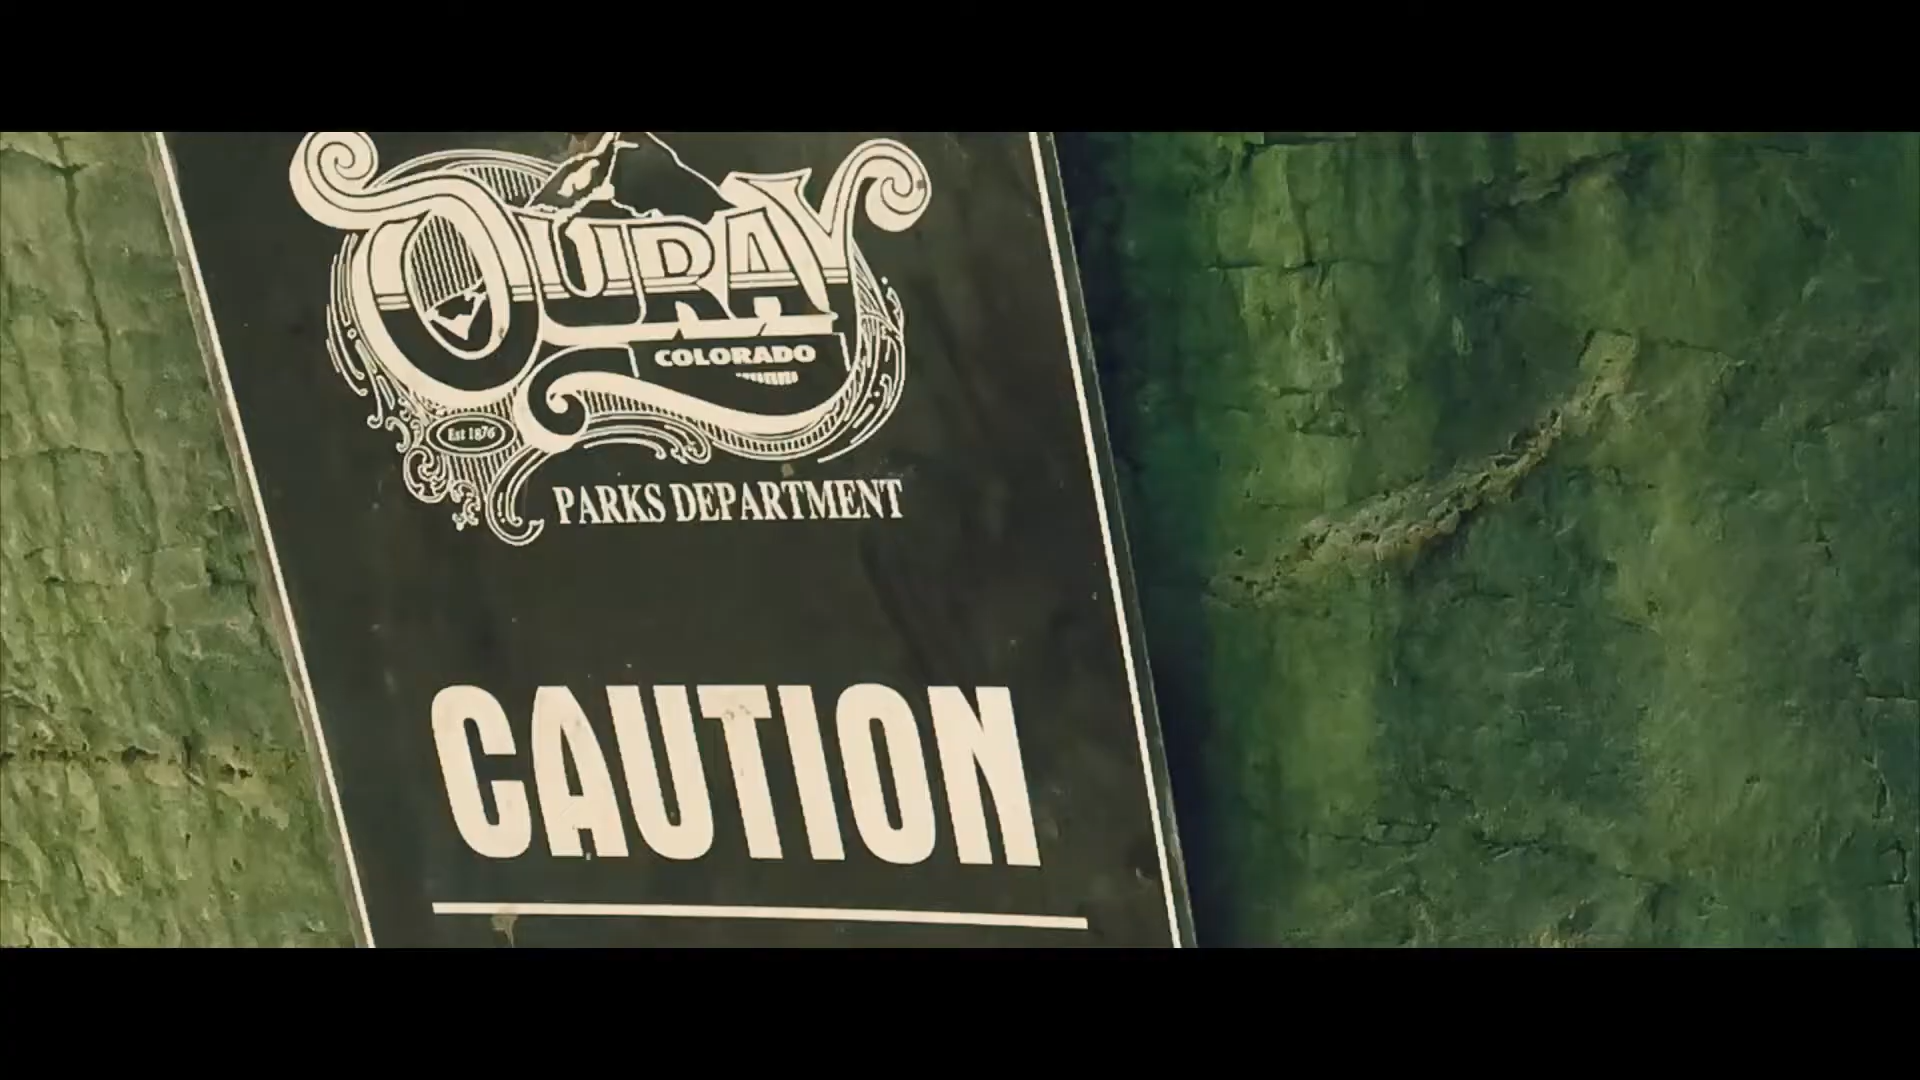 OURAY
COLORADO
Est 1876
PARKS DEPARTMENT
CAUTION